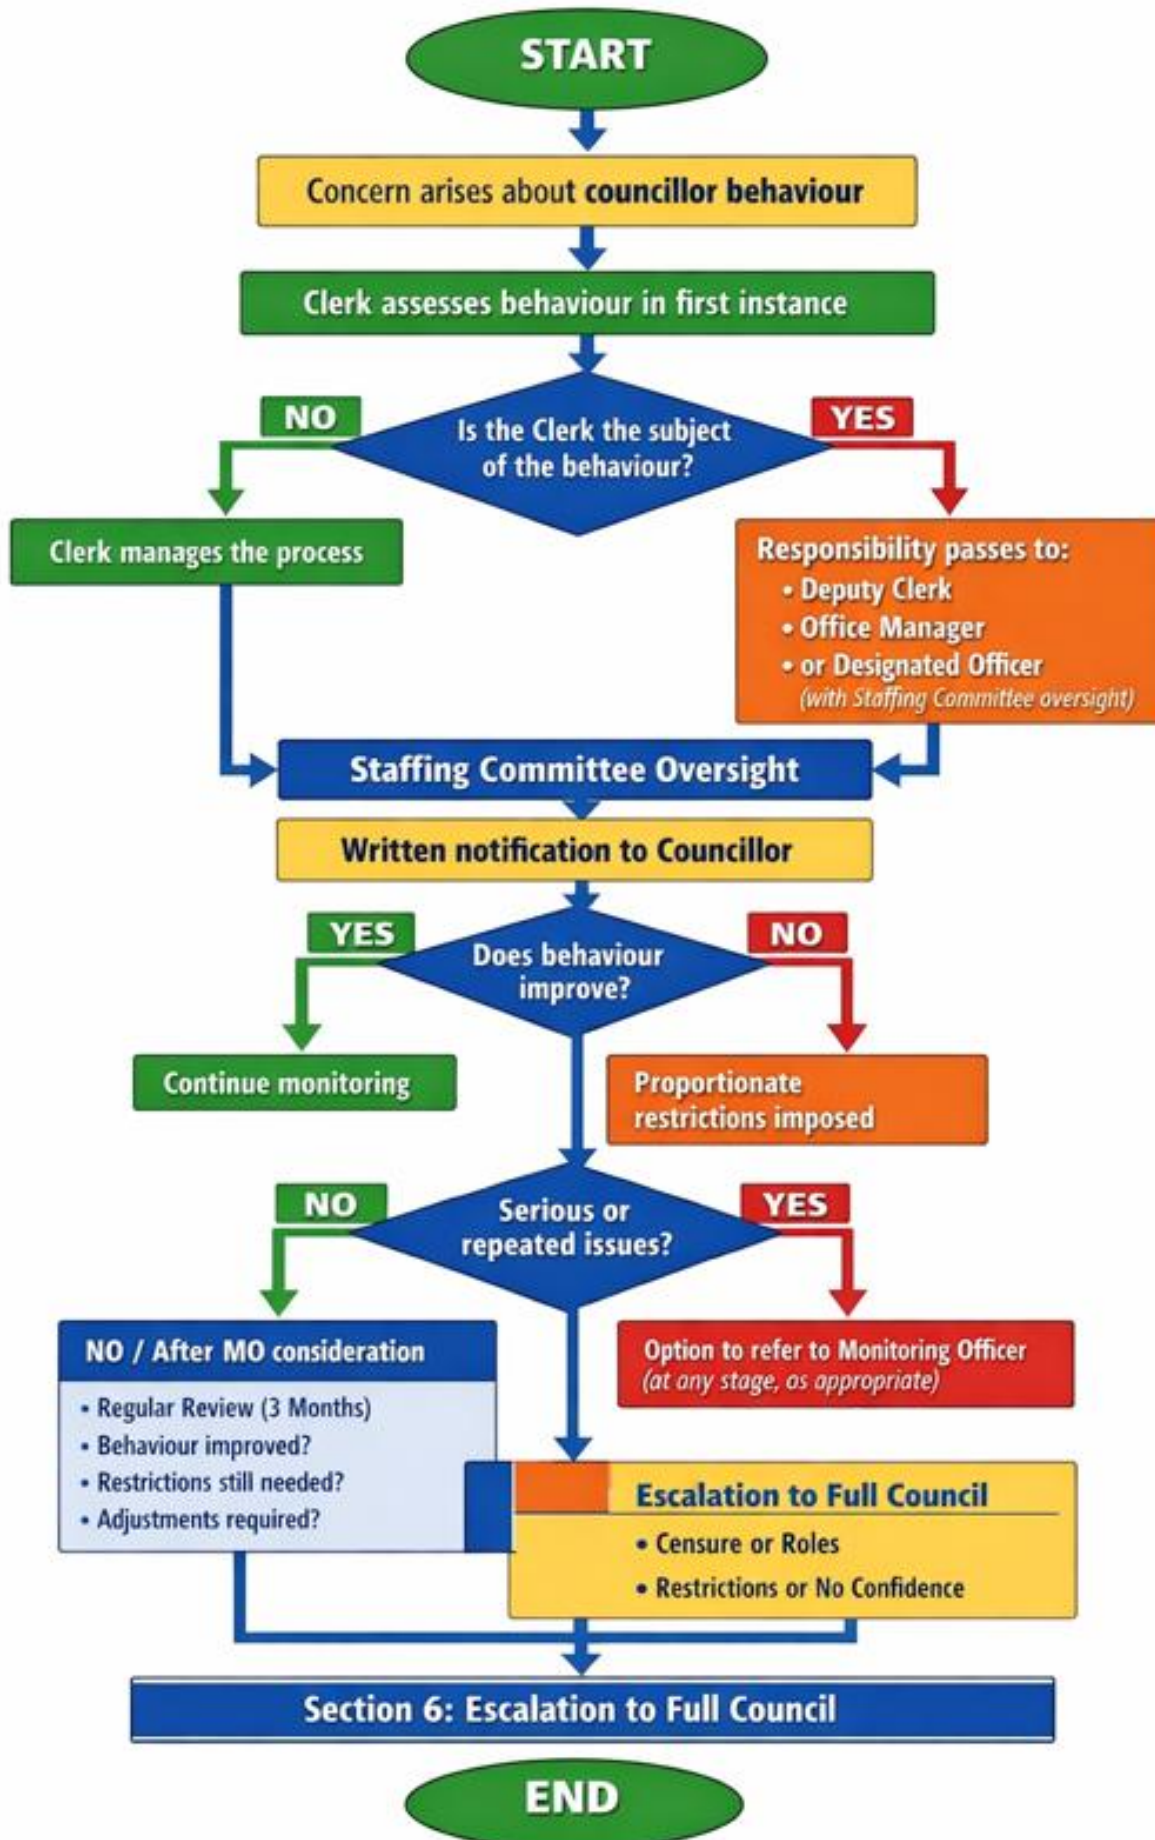 START
Concern arises about councillor behaviour
Clerk assesses behaviour in first instance
NO
YES
Is the Clerk the subject
of the behaviour?
Clerk manages the process
Responsibility passes to:
• Deputy Clerk
• Office Manager
• or Designated Officer
(with Staffing Committee oversight)
Staffing Committee Oversight
Written notification to Councillor
YES
NO
Does behaviour
improve?
Continue monitoring
Proportionate
restrictions imposed
NO
YES
Serious or
repeated issues?
NO / After MO consideration
• Regular Review (3 Months)
• Behaviour improved?
• Restrictions still needed?
• Adjustments required?
Option to refer to Monitoring Officer
(at any stage, as appropriate)
Escalation to Full Council
• Censure or Roles
• Restrictions or No Confidence
Section 6: Escalation to Full Council
END